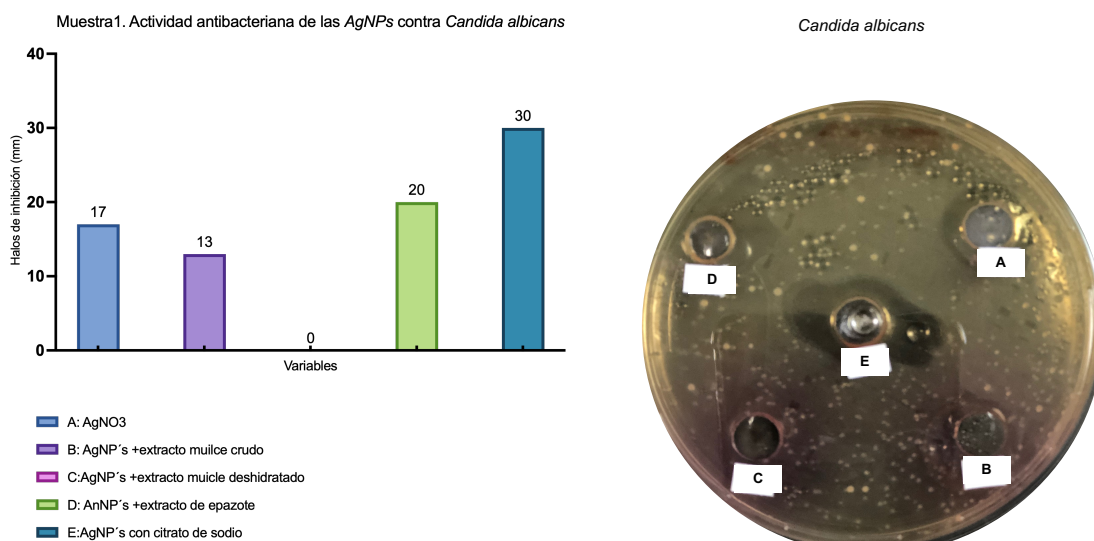 Muestra1. Actividad antibacteriana de las AgNPs contra Candida albicans
Halos de inhibición (mm)
40
30
20
10
0
17
13
0
20
30
Variables
A: AgNO3
B: AgNP´s +extracto muilce crudo
C:AgNP´s +extracto muicle deshidratado
D: AnNP´s +extracto de epazote
E:AgNP´s con citrato de sodio
Candida albicans
A
D
E
C
B